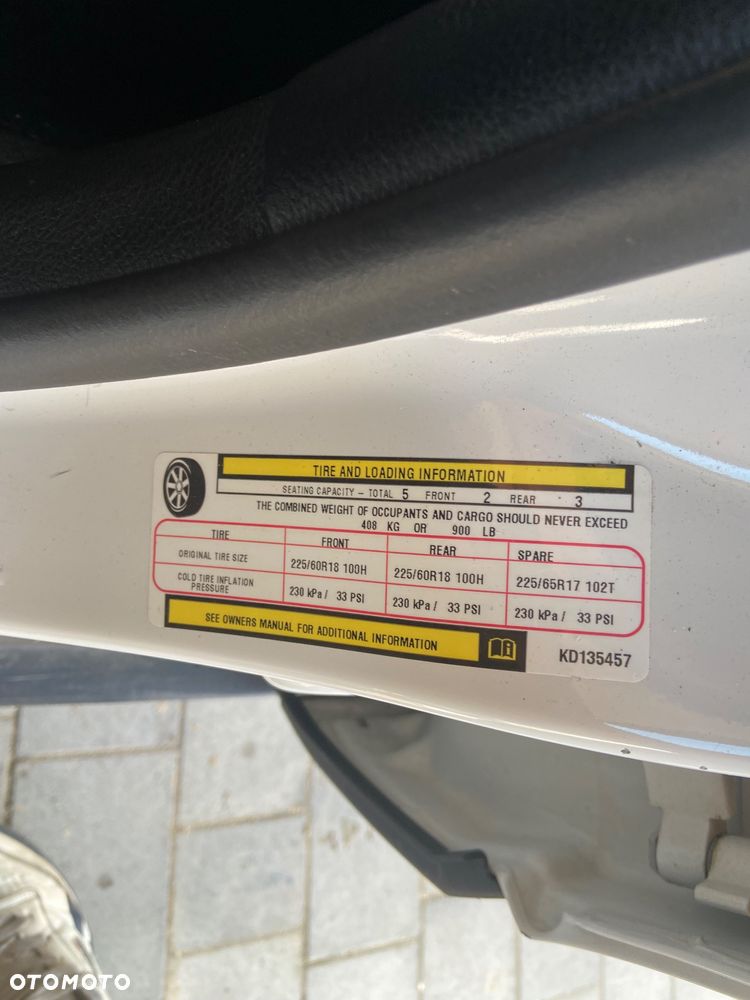 TIRE AND LOADING INFORMATION
SEATING CAPACITY – TOTAL 5 FRONT 2 REAR 3
THE COMBINED WEIGHT OF OCCUPANTS AND CARGO SHOULD NEVER EXCEED
408 KG OR 900 LB
TIRE FRONT REAR SPARE
ORIGINAL TIRE SIZE 225/60R18 100H 225/60R18 100H 225/65R17 102T
COLD TIRE INFLATION PRESSURE 230 kPa / 33 PSI 230 kPa / 33 PSI 230 kPa / 33 PSI
SEE OWNERS MANUAL FOR ADDITIONAL INFORMATION
KD135457
OTOMOTO